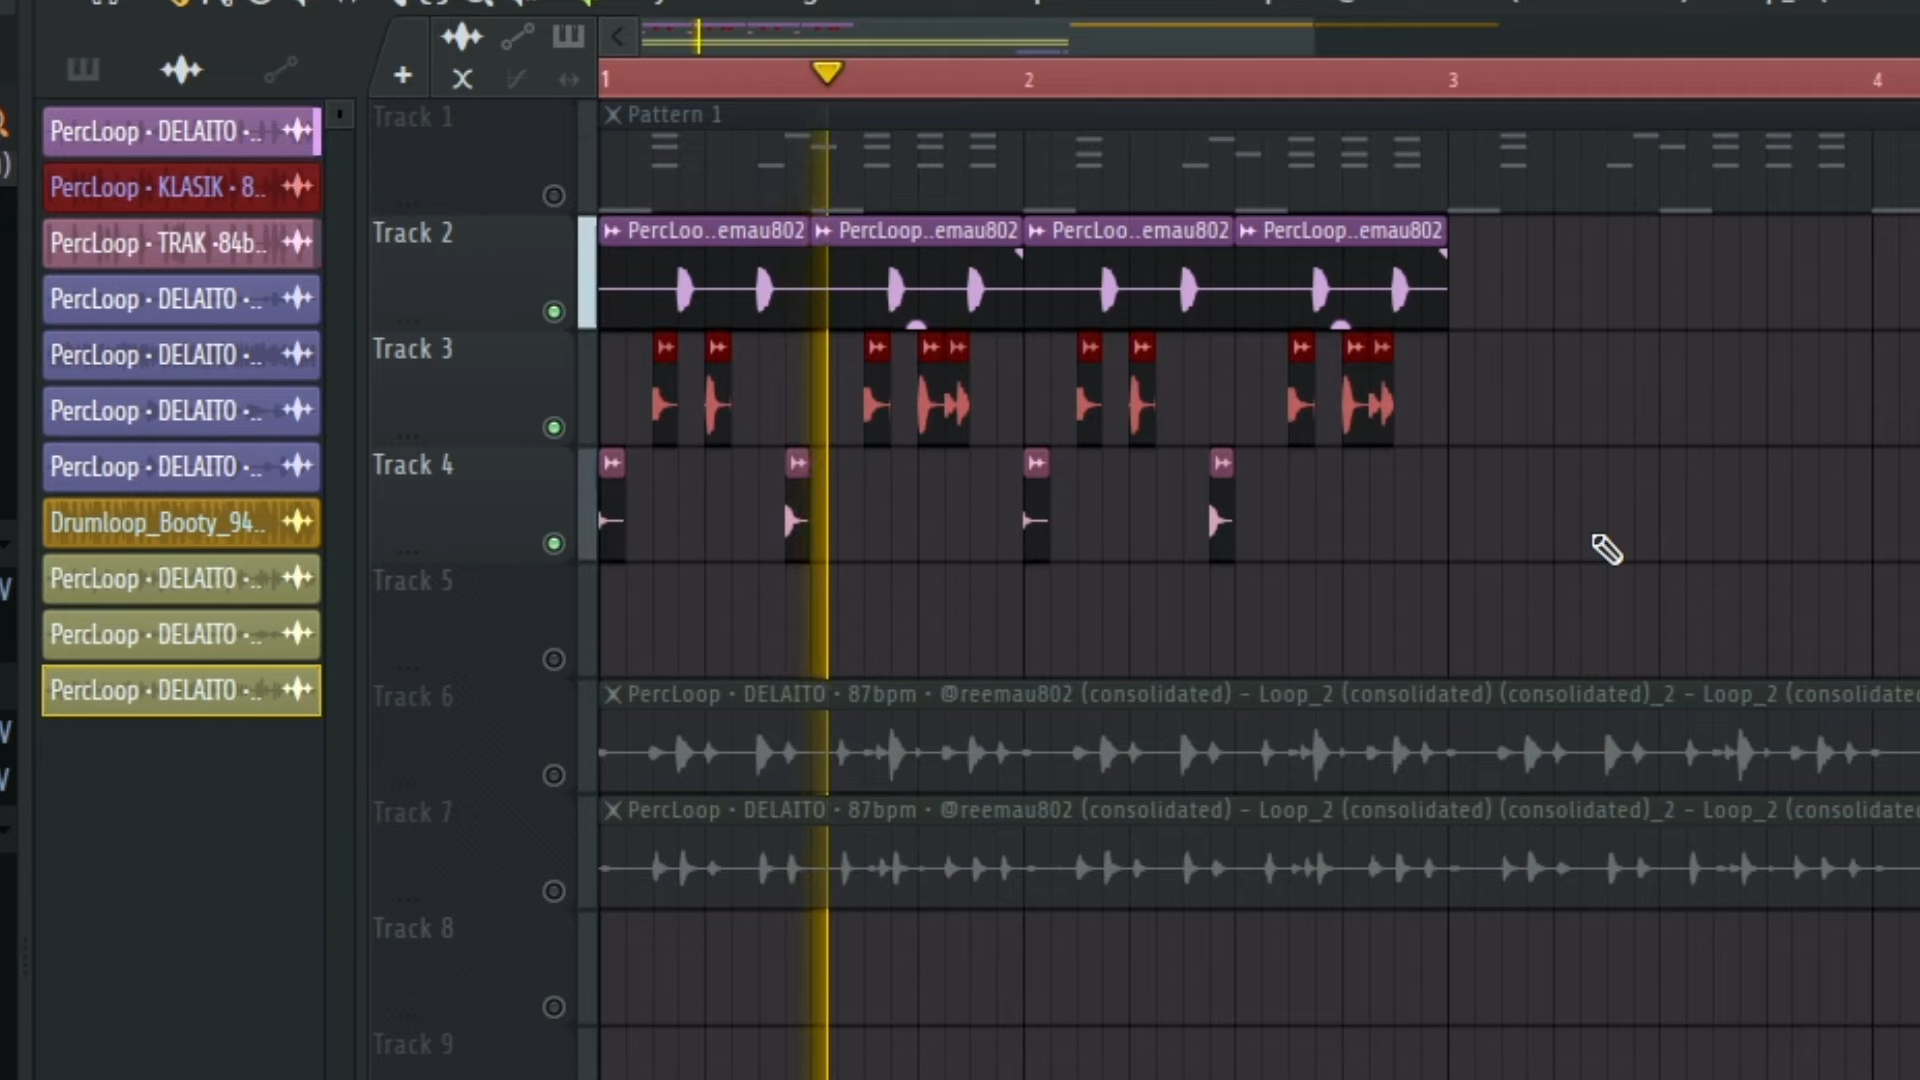 PercLoop • DELAITO •..
PercLoop • KLASIK • 8..
PercLoop • TRAK •84b..
PercLoop • DELAITO •..
PercLoop • DELAITO •..
PercLoop • DELAITO •..
PercLoop • DELAITO •..
Drumloop_Booty_94..
PercLoop • DELAITO •..
PercLoop • DELAITO •..
PercLoop • DELAITO •..
1 2 3 4
Track 1
Pattern 1
Track 2
PercLoo..emau802 PercLoop..emau802 PercLoo..emau802 PercLoop..emau802
Track 3
Track 4
Track 5
Track 6
PercLoop • DELAITO • 87bpm • @reemau802 (consolidated) - Loop_2 (consolidated) (consolidated)_2 - Loop_2 (consolidate
Track 7
PercLoop • DELAITO • 87bpm • @reemau802 (consolidated) - Loop_2 (consolidated) (consolidated)_2 - Loop_2 (consolidate
Track 8
Track 9